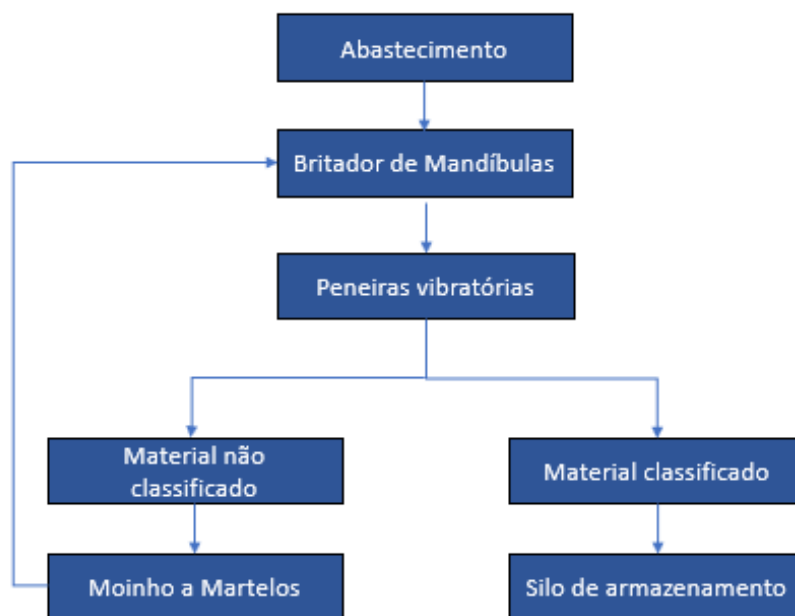 Abastecimento
Britador de Mandíbulas
Peneiras vibratórias
Material não
classificado
Material classificado
Moinho a Martelos
Silo de armazenamento